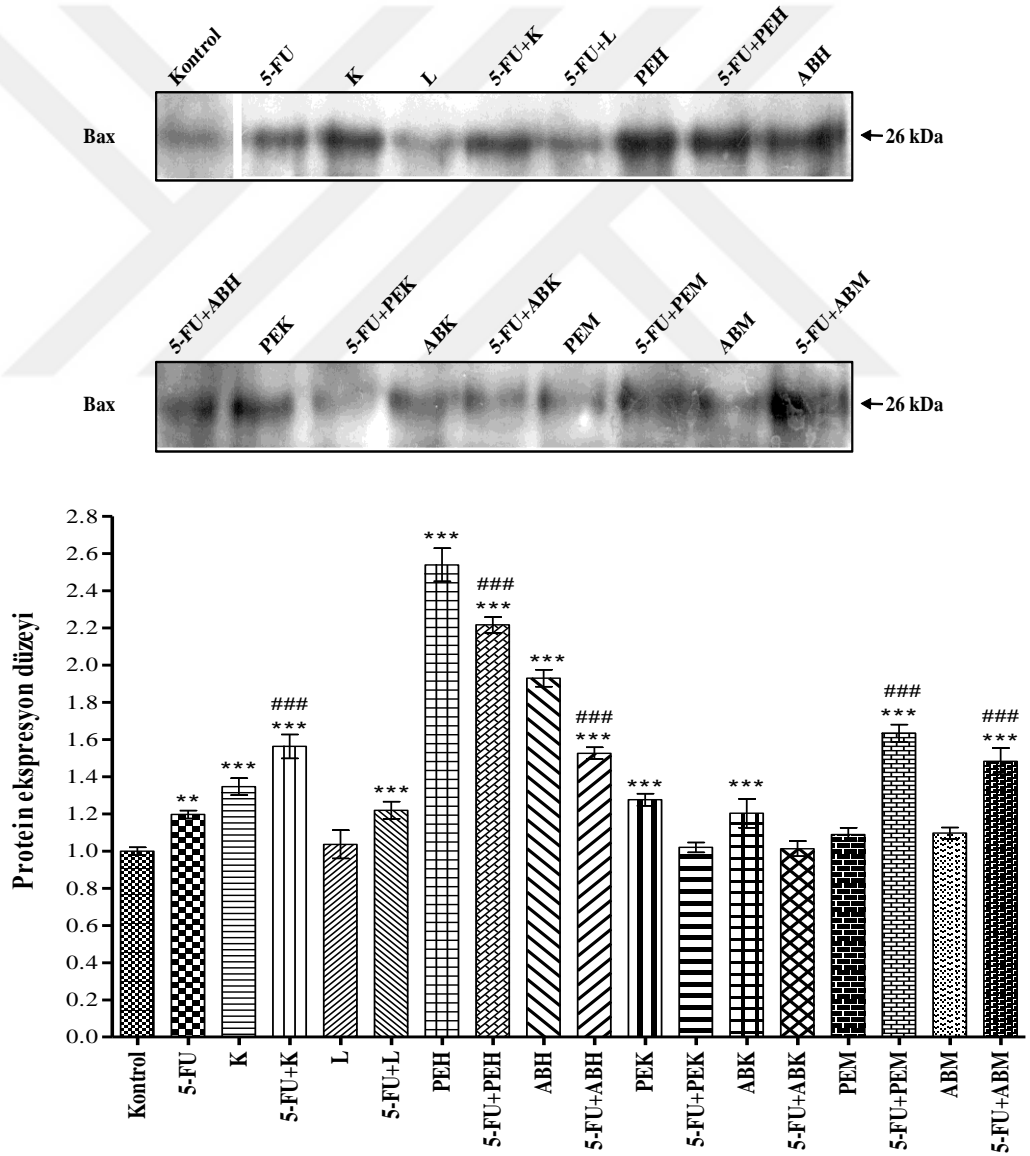 Kontrol 5-FU K L 5-FU+K 5-FU+L PEH 5-FU+PEH ABH
Bax ←26 kDa
5-FU+ABH PEK 5-FU+PEK ABK 5-FU+ABK PEM 5-FU+PEM ABM 5-FU+ABM
Bax ←26 kDa
Protein ekspresyon düzeyi
2.8
2.6
2.4
2.2
2.0
1.8
1.6
1.4
1.2
1.0
0.8
0.6
0.4
0.2
0.0
**
***
###
***
***
***
###
***
***
###
***
***
***
###
***
###
***
Kontrol
5-FU
K
5-FU+K
L
5-FU+L
PEH
5-FU+PEH
ABH
5-FU+ABH
PEK
5-FU+PEK
ABK
5-FU+ABK
PEM
5-FU+PEM
ABM
5-FU+ABM